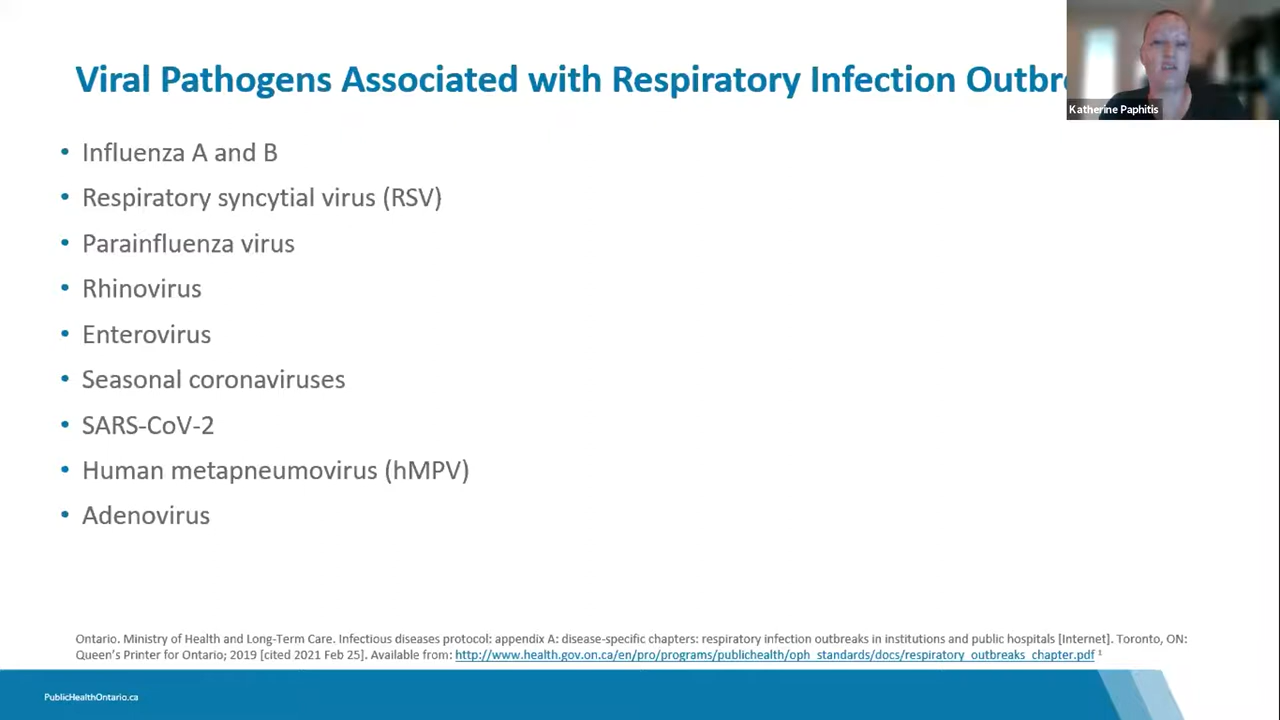 Viral Pathogens Associated with Respiratory Infection
Katherine Paphitis
• Influenza A and B
• Respiratory syncytial virus (RSV)
• Parainfluenza virus
• Rhinovirus
• Enterovirus
• Seasonal coronaviruses
• SARS-CoV-2
• Human metapneumovirus (hMPV)
• Adenovirus
Ontario. Ministry of Health and Long-Term Care. Infectious diseases protocol: appendix A: disease-specific chapters: respiratory infection outbreaks in institutions and public hospitals [Internet]. Toronto, ON:
Queen's Printer for Ontario; 2019 [cited 2021 Feb 25]. Available from: http://www.health.gov.on.ca/en/pro/programs/publichealth/oph_standards/docs/respiratory_outbreaks_chapter.pdf ¹
PublicHealthOntario.ca